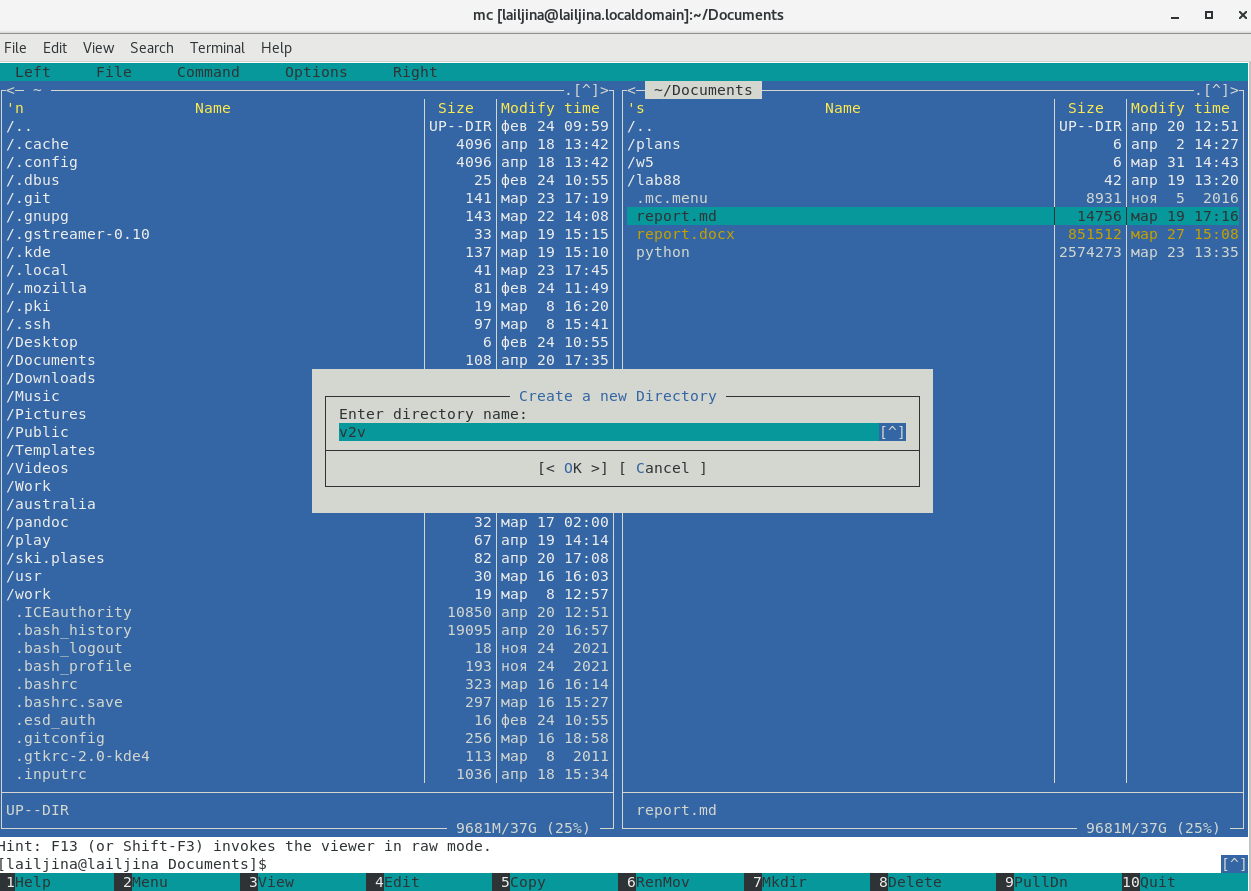 mc [lailjina@lailjina.localdomain]:~/Documents
File Edit View Search Terminal Help
Left File Command Options Right
<─ ~ .[^]>
'n Name Size Modify time
/.. UP--DIR фев 24 09:59
/.cache 4096 апр 18 13:42
/.config 4096 апр 18 13:42
/.dbus 25 фев 24 10:55
/.git 141 мар 23 17:19
/.gnupg 143 мар 22 14:08
/.gstreamer-0.10 33 мар 19 15:15
/.kde 137 мар 19 15:10
/.local 41 мар 23 17:45
/.mozilla 81 фев 24 11:49
/.pki 19 мар 8 16:20
/.ssh 97 мар 8 15:41
/Desktop 6 фев 24 10:55
/Documents 108 апр 20 17:35
/Downloads
/Music
/Pictures
/Public
/Templates
/Videos
/Work
/australia
/pandoc 32 мар 17 02:00
/play 67 апр 19 14:14
/ski.plases 82 апр 20 17:08
/usr 30 мар 16 16:03
/work 19 мар 8 12:57
.ICEauthority 10850 апр 20 12:51
.bash_history 19095 апр 20 16:57
.bash_logout 18 ноя 24 2021
.bash_profile 193 ноя 24 2021
.bashrc 323 мар 16 16:14
.bashrc.save 297 мар 16 15:27
.esd_auth 16 фев 24 10:55
.gitconfig 256 мар 16 18:58
.gtkrc-2.0-kde4 113 мар 8 2011
.inputrc 1036 апр 18 15:34
UP--DIR
9681M/37G (25%)
<─ ~/Documents .[^]>
's Name Size Modify time
/.. UP--DIR апр 20 12:51
/plans 6 апр 2 14:27
/w5 6 мар 31 14:43
/lab88 42 апр 19 13:20
.mc.menu 8931 ноя 5 2016
report.md 14756 мар 19 17:16
report.docx 851512 мар 27 15:08
python 2574273 мар 23 13:35
report.md
9681M/37G (25%)
Create a new Directory
Enter directory name:
v2v [^]
[< OK >] [ Cancel ]
Hint: F13 (or Shift-F3) invokes the viewer in raw mode.
[lailjina@lailjina Documents]$ [^]
1Help 2Menu 3View 4Edit 5Copy 6RenMov 7Mkdir 8Delete 9PullDn 10Quit